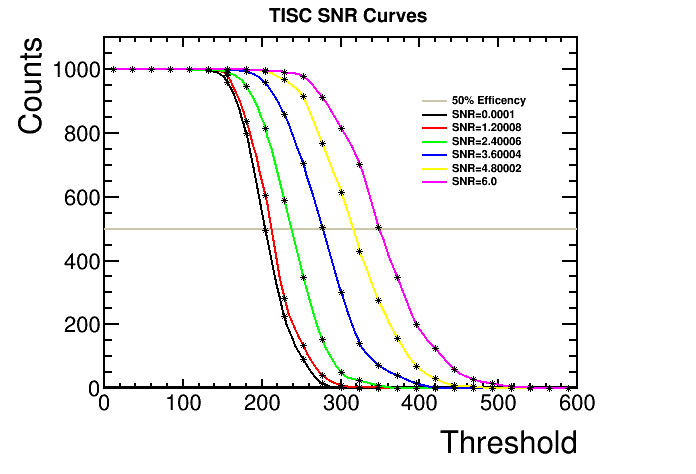 TISC SNR Curves
Counts
1000
800
600
400
200
0
50% Efficency
SNR=0.0001
SNR=1.20008
SNR=2.40006
SNR=3.60004
SNR=4.80002
SNR=6.0
0 100 200 300 400 500 600
Threshold